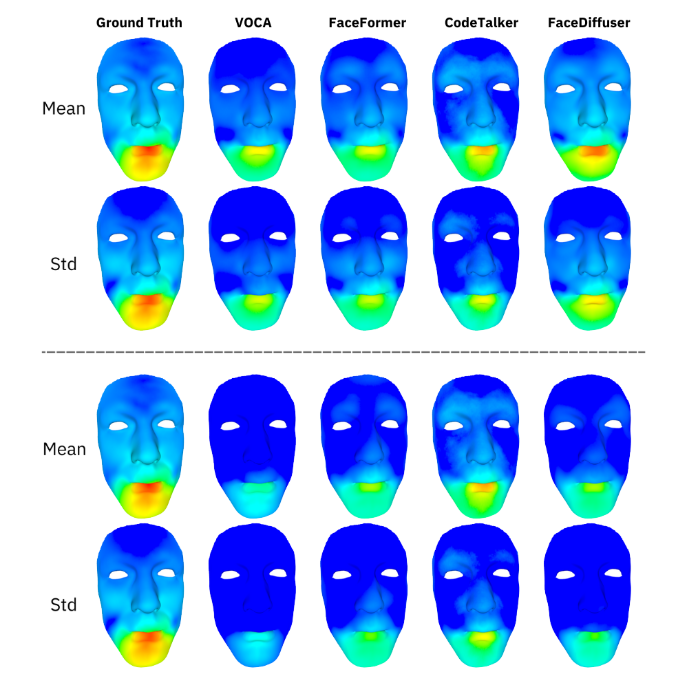 Ground Truth VOCA FaceFormer CodeTalker FaceDiffuser
Mean
Std
Mean
Std